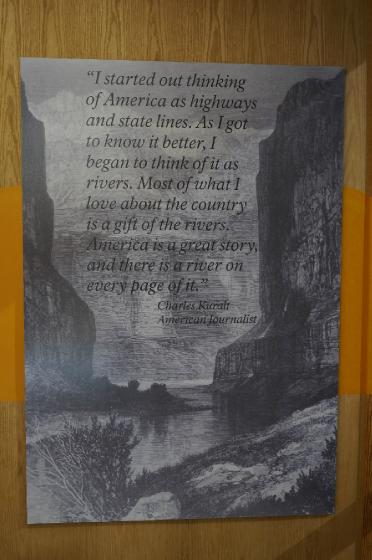 “I started out thinking
of America as highways
and state lines. As I got
to know it better, I
began to think of it as
rivers. Most of what I
love about the country
is a gift of the rivers.
America is a great story,
and there is a river on
every page of it.”
Charles Kuralt
American Journalist